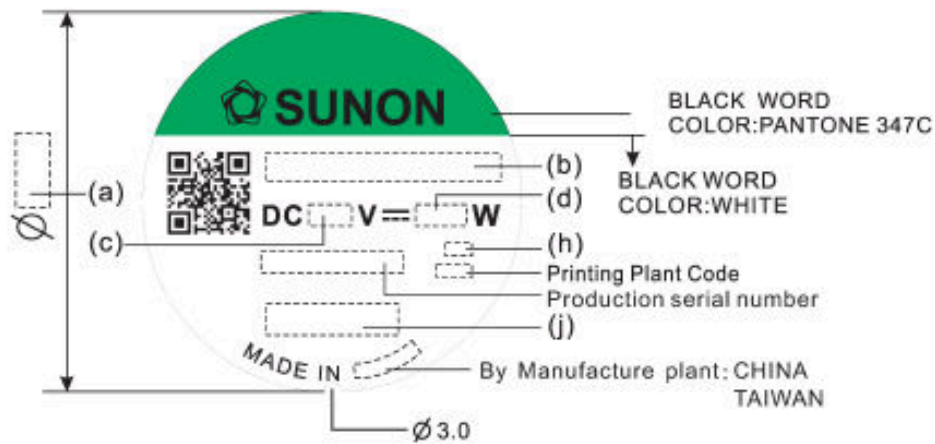 SUNON
BLACK WORD
COLOR:PANTONE 347C
(b)
BLACK WORD
COLOR:WHITE
(a)
Ø
(d)
DC V⎓ W
(c)
(h)
Printing Plant Code
Production serial number
(j)
MADE IN
By Manufacture plant: CHINA
TAIWAN
Ø3.0